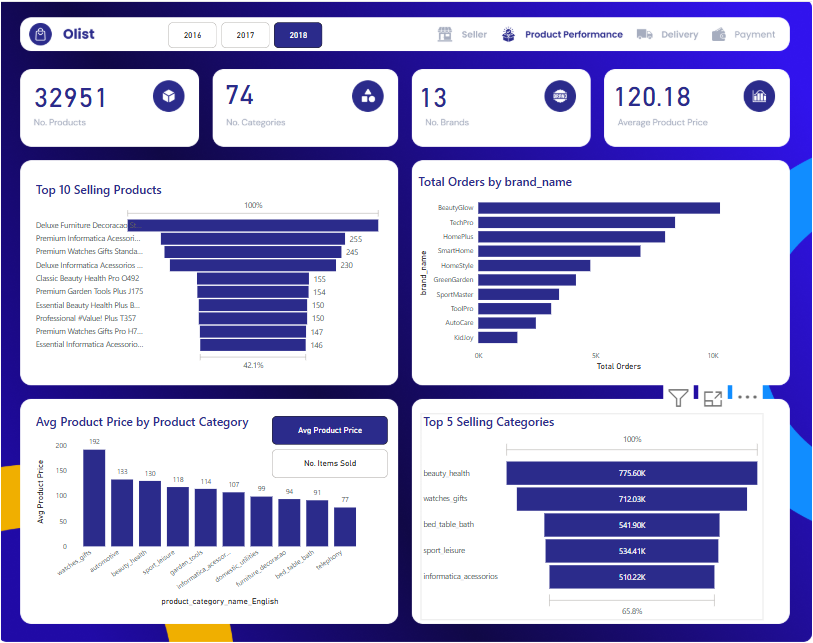 Olist
2016
2017
2018
Seller
Product Performance
Delivery
Payment
32951
No. Products
74
No. Categories
13
No. Brands
BRAND
120.18
Average Product Price
Top 10 Selling Products
100%
Deluxe Furniture Decoracao St...
Premium Informatica Acessori... 255
Premium Watches Gifts Standa... 245
Deluxe Informatica Acessorios ... 230
Classic Beauty Health Pro O492 155
Premium Garden Tools Plus J175 154
Essential Beauty Health Plus B... 150
Professional #Value! Plus T357 150
Premium Watches Gifts Pro H7... 147
Essential Informatica Acessorio... 146
42.1%
Total Orders by brand_name
brand_name
BeautyGlow
TechPro
HomePlus
SmartHome
HomeStyle
GreenGarden
SportMaster
ToolPro
AutoCare
KidJoy
0K 5K 10K
Total Orders
Avg Product Price by Product Category
Avg Product Price
No. Items Sold
Avg Product Price
200
150
100
50
0
192 133 130 118 114 107 99 94 91 77
watches_gifts
automotive
beauty_health
sport_leisure
garden_tools
informatica_acessor...
domestic_utilities
furniture_decoracao
bed_table_bath
telephony
product_category_name_English
Top 5 Selling Categories
100%
beauty_health 775.60K
watches_gifts 712.03K
bed_table_bath 541.90K
sport_leisure 534.41K
informatica_acessorios 510.22K
65.8%